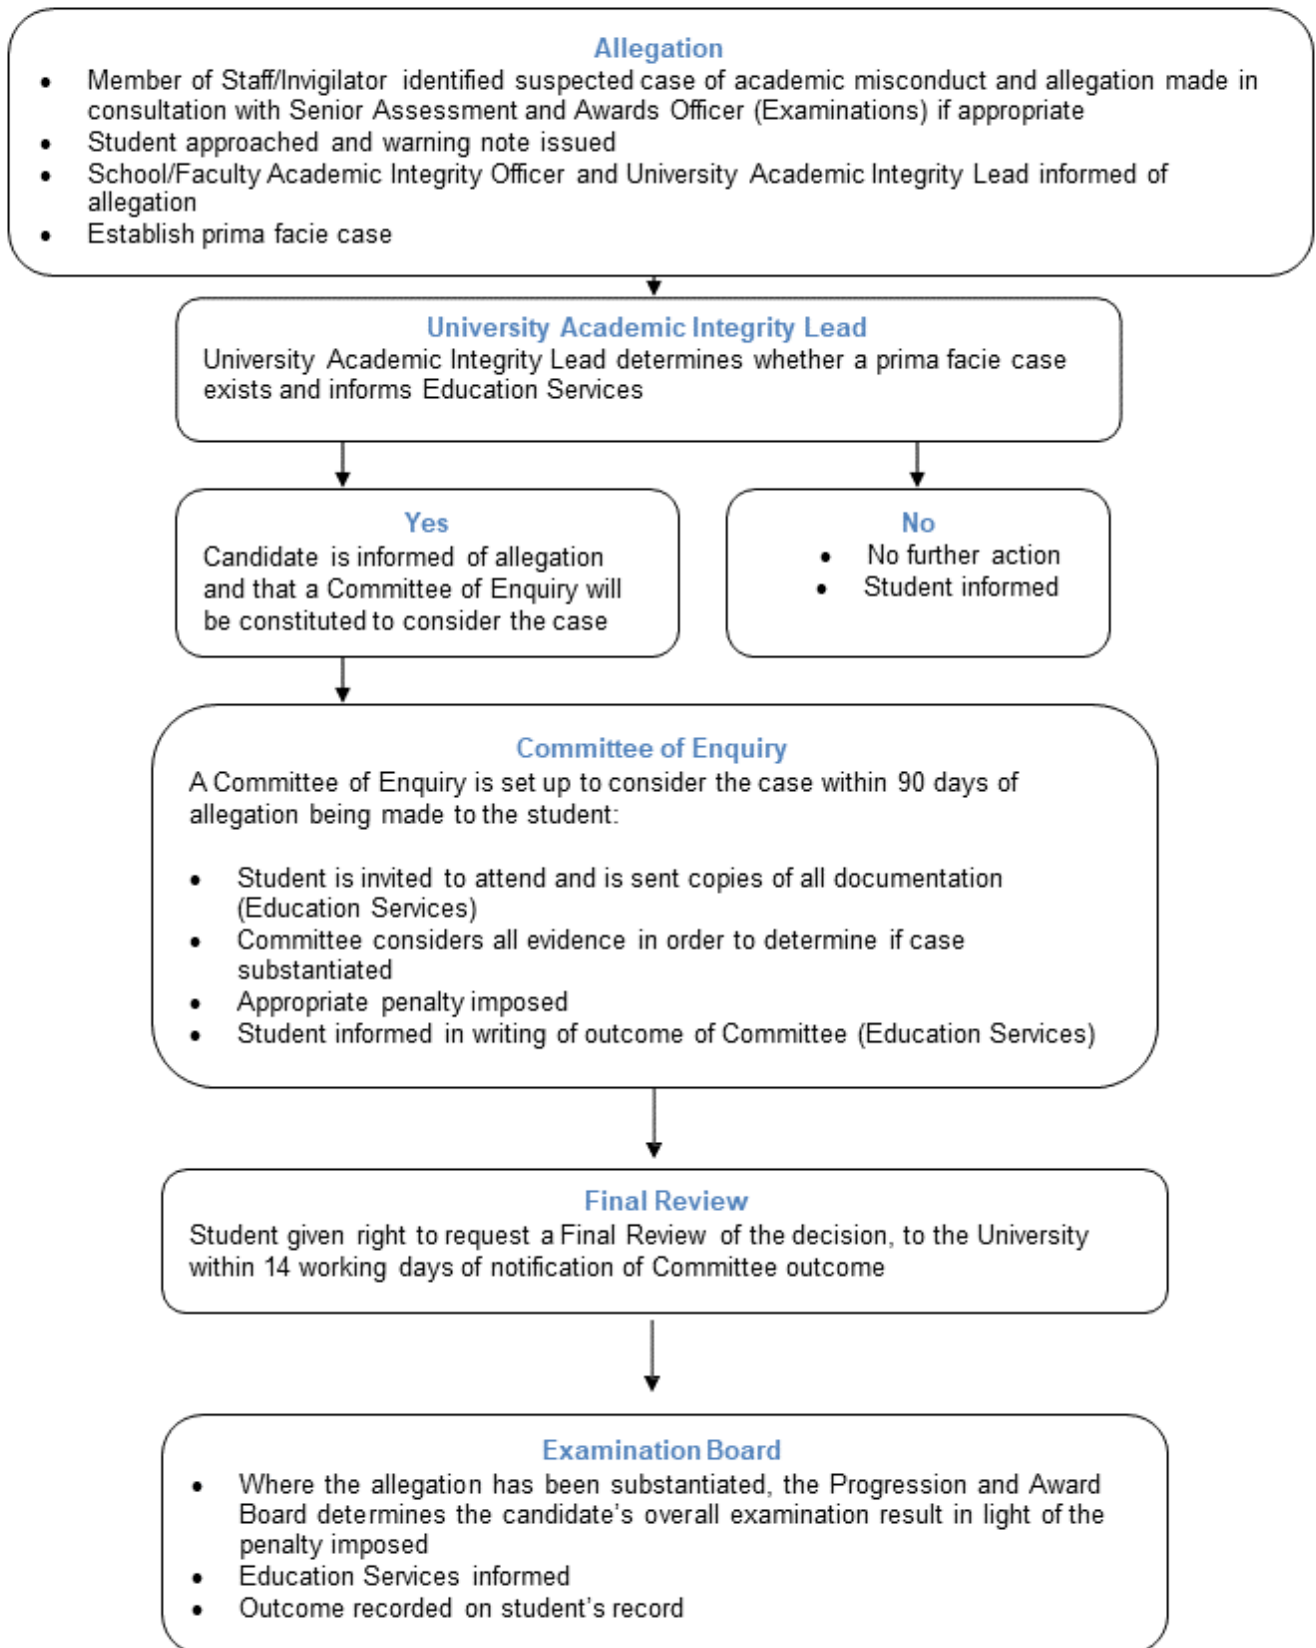 Allegation
• Member of Staff/Invigilator identified suspected case of academic misconduct and allegation made in
consultation with Senior Assessment and Awards Officer (Examinations) if appropriate
• Student approached and warning note issued
• School/Faculty Academic Integrity Officer and University Academic Integrity Lead informed of
allegation
• Establish prima facie case
University Academic Integrity Lead
University Academic Integrity Lead determines whether a prima facie case
exists and informs Education Services
Yes
Candidate is informed of allegation
and that a Committee of Enquiry will
be constituted to consider the case
No
• No further action
• Student informed
Committee of Enquiry
A Committee of Enquiry is set up to consider the case within 90 days of
allegation being made to the student:
• Student is invited to attend and is sent copies of all documentation
(Education Services)
• Committee considers all evidence in order to determine if case
substantiated
• Appropriate penalty imposed
• Student informed in writing of outcome of Committee (Education Services)
Final Review
Student given right to request a Final Review of the decision, to the University
within 14 working days of notification of Committee outcome
Examination Board
• Where the allegation has been substantiated, the Progression and Award
Board determines the candidate's overall examination result in light of the
penalty imposed
• Education Services informed
• Outcome recorded on student's record